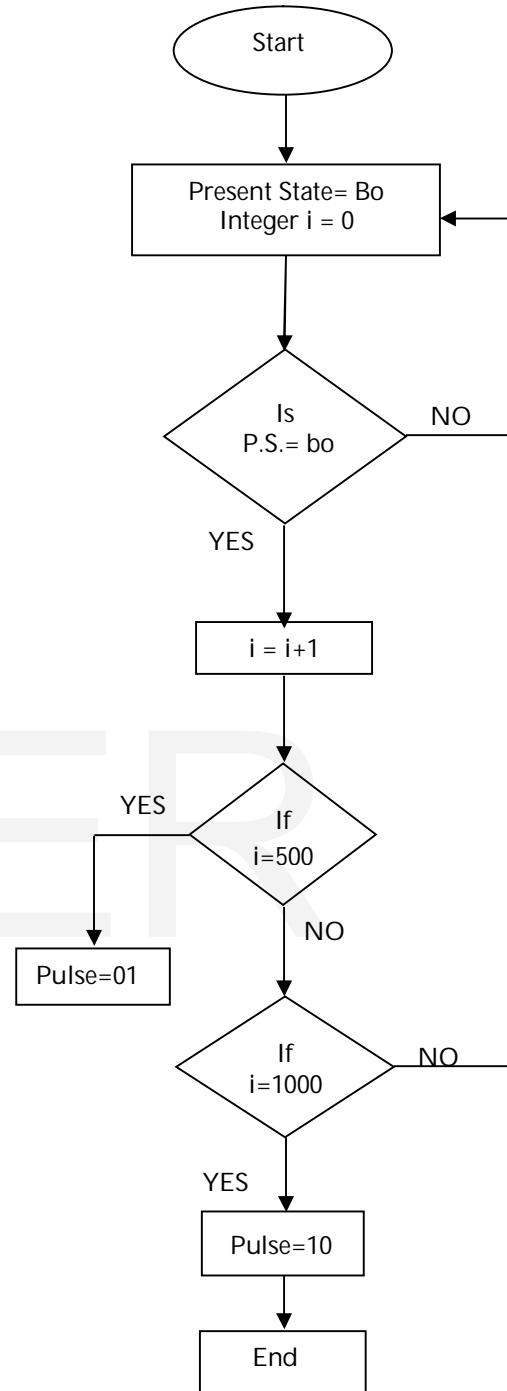 Start
Present State= Bo
Integer i = 0
Is
P.S.= bo
NO
YES
i = i+1
YES
If
i=500
NO
Pulse=01
If
i=1000
NO
YES
Pulse=10
End
ER